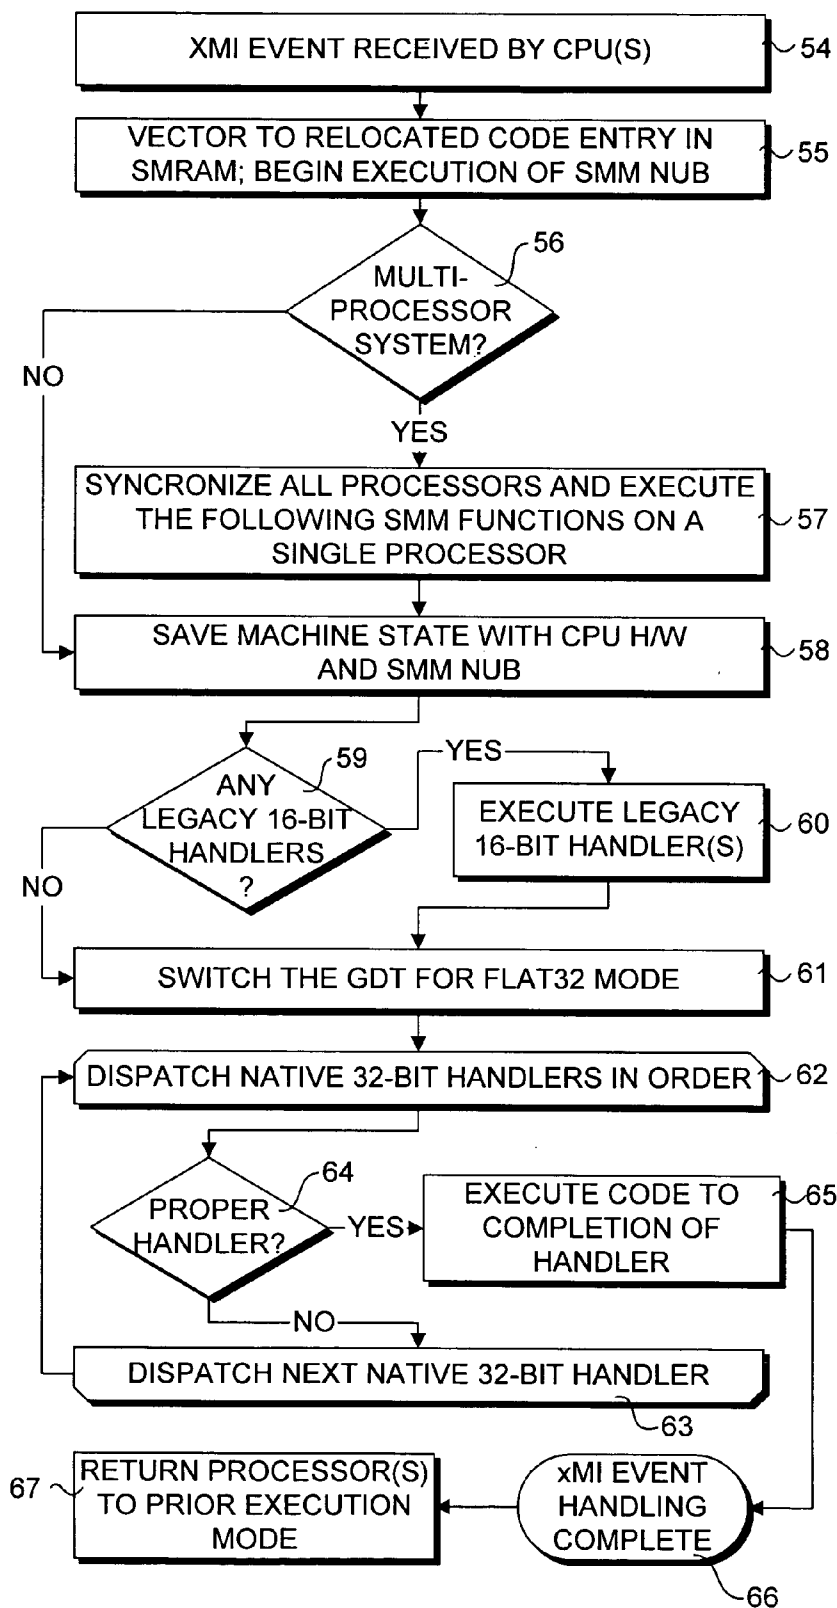 XMI EVENT RECEIVED BY CPU(S)
54
VECTOR TO RELOCATED CODE ENTRY IN
SMRAM; BEGIN EXECUTION OF SMM NUB
55
56
MULTI-
PROCESSOR
SYSTEM?
NO
YES
SYNCRONIZE ALL PROCESSORS AND EXECUTE
THE FOLLOWING SMM FUNCTIONS ON A
SINGLE PROCESSOR
57
SAVE MACHINE STATE WITH CPU H/W
AND SMM NUB
58
59
ANY
LEGACY 16-BIT
HANDLERS
?
YES
EXECUTE LEGACY
16-BIT HANDLER(S)
60
NO
SWITCH THE GDT FOR FLAT32 MODE
61
DISPATCH NATIVE 32-BIT HANDLERS IN ORDER
62
64
PROPER
HANDLER?
YES
EXECUTE CODE TO
COMPLETION OF
HANDLER
65
NO
DISPATCH NEXT NATIVE 32-BIT HANDLER
63
67
RETURN PROCESSOR(S)
TO PRIOR EXECUTION
MODE
xMI EVENT
HANDLING
COMPLETE
66